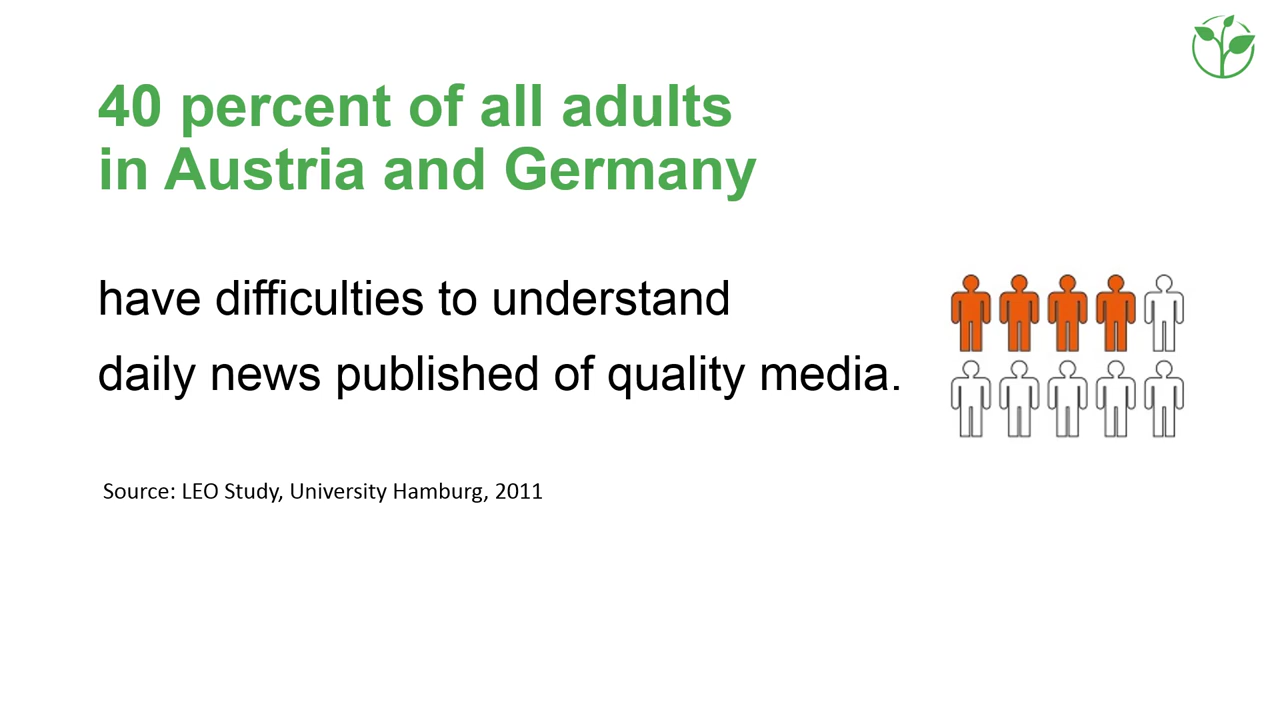 40 percent of all adults
in Austria and Germany
have difficulties to understand
daily news published of quality media.
Source: LEO Study, University Hamburg, 2011